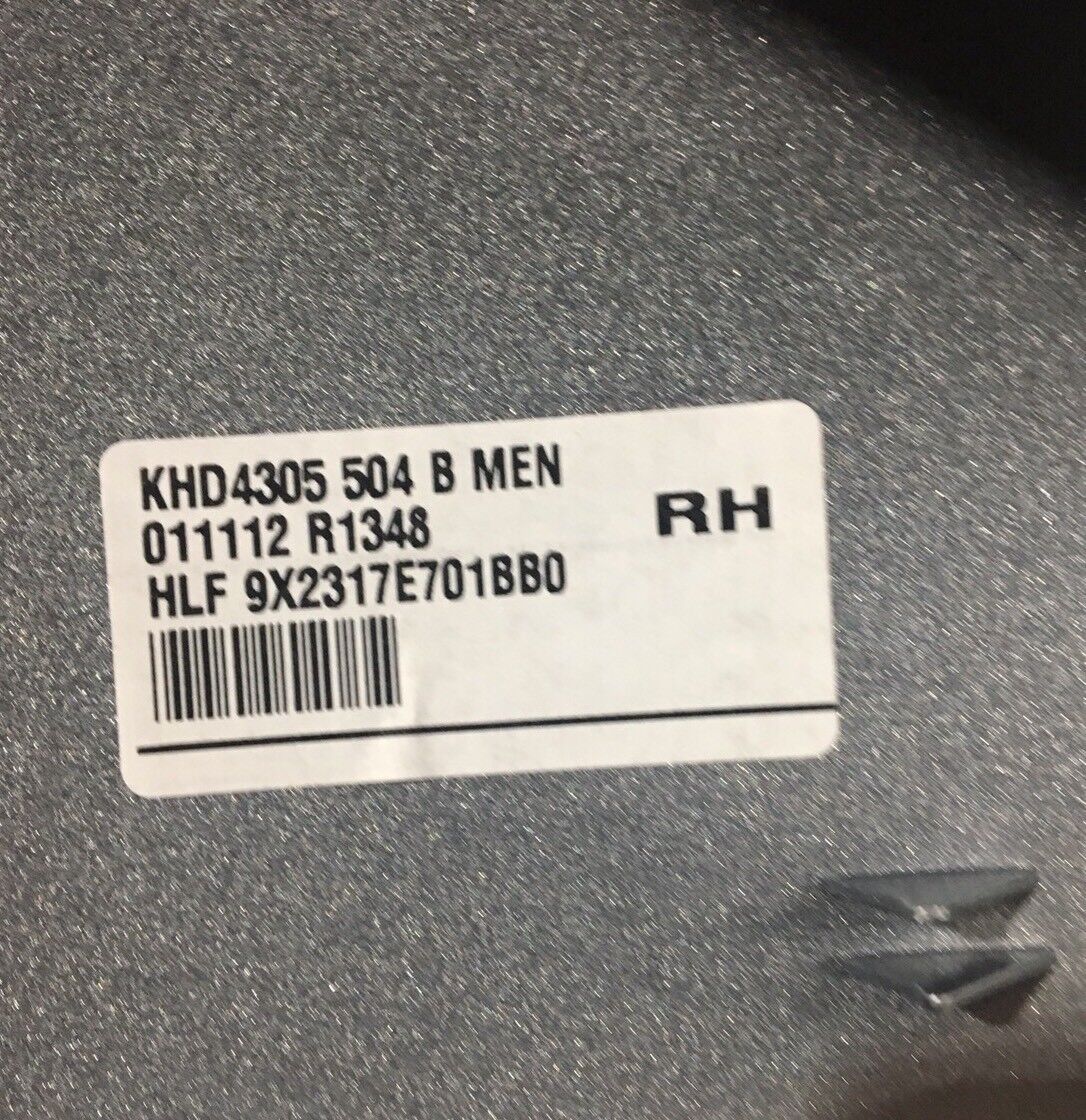 KHD4305 504 B MEN
011112 R1348
RH
HLF 9X2317E701BB0